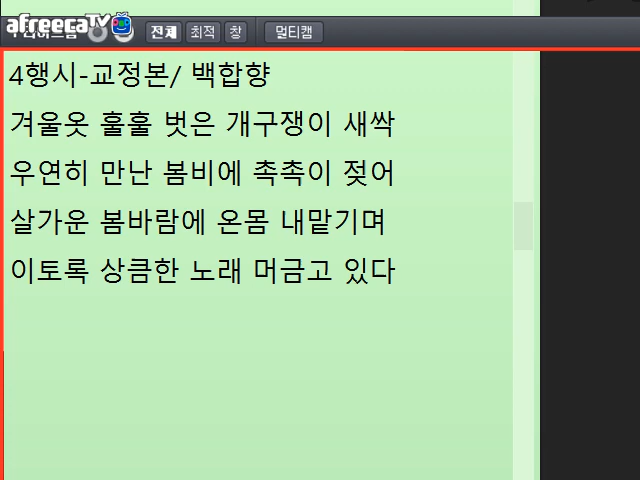 afreecaTV
전체 최적 창 멀티캡
4행시-교정본/ 백합향
겨울옷 훌훌 벗은 개구쟁이 새싹
우연히 만난 봄비에 촉촉이 젖어
살가운 봄바람에 온몸 내맡기며
이토록 상큼한 노래 머금고 있다